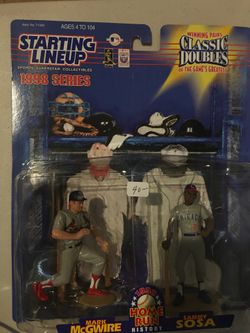 AGES 4 TO 104
STARTING
LINEUP
SPORTS SUPERSTAR COLLECTIBLES
1998 SERIES
WINNING PAIRS
CLASSIC
DOUBLES
OF THE GAME'S GREATEST
40-
CHICAGO
HOME
RUN
HISTORY
MARK
McGWIRE
SAMMY
SOSA